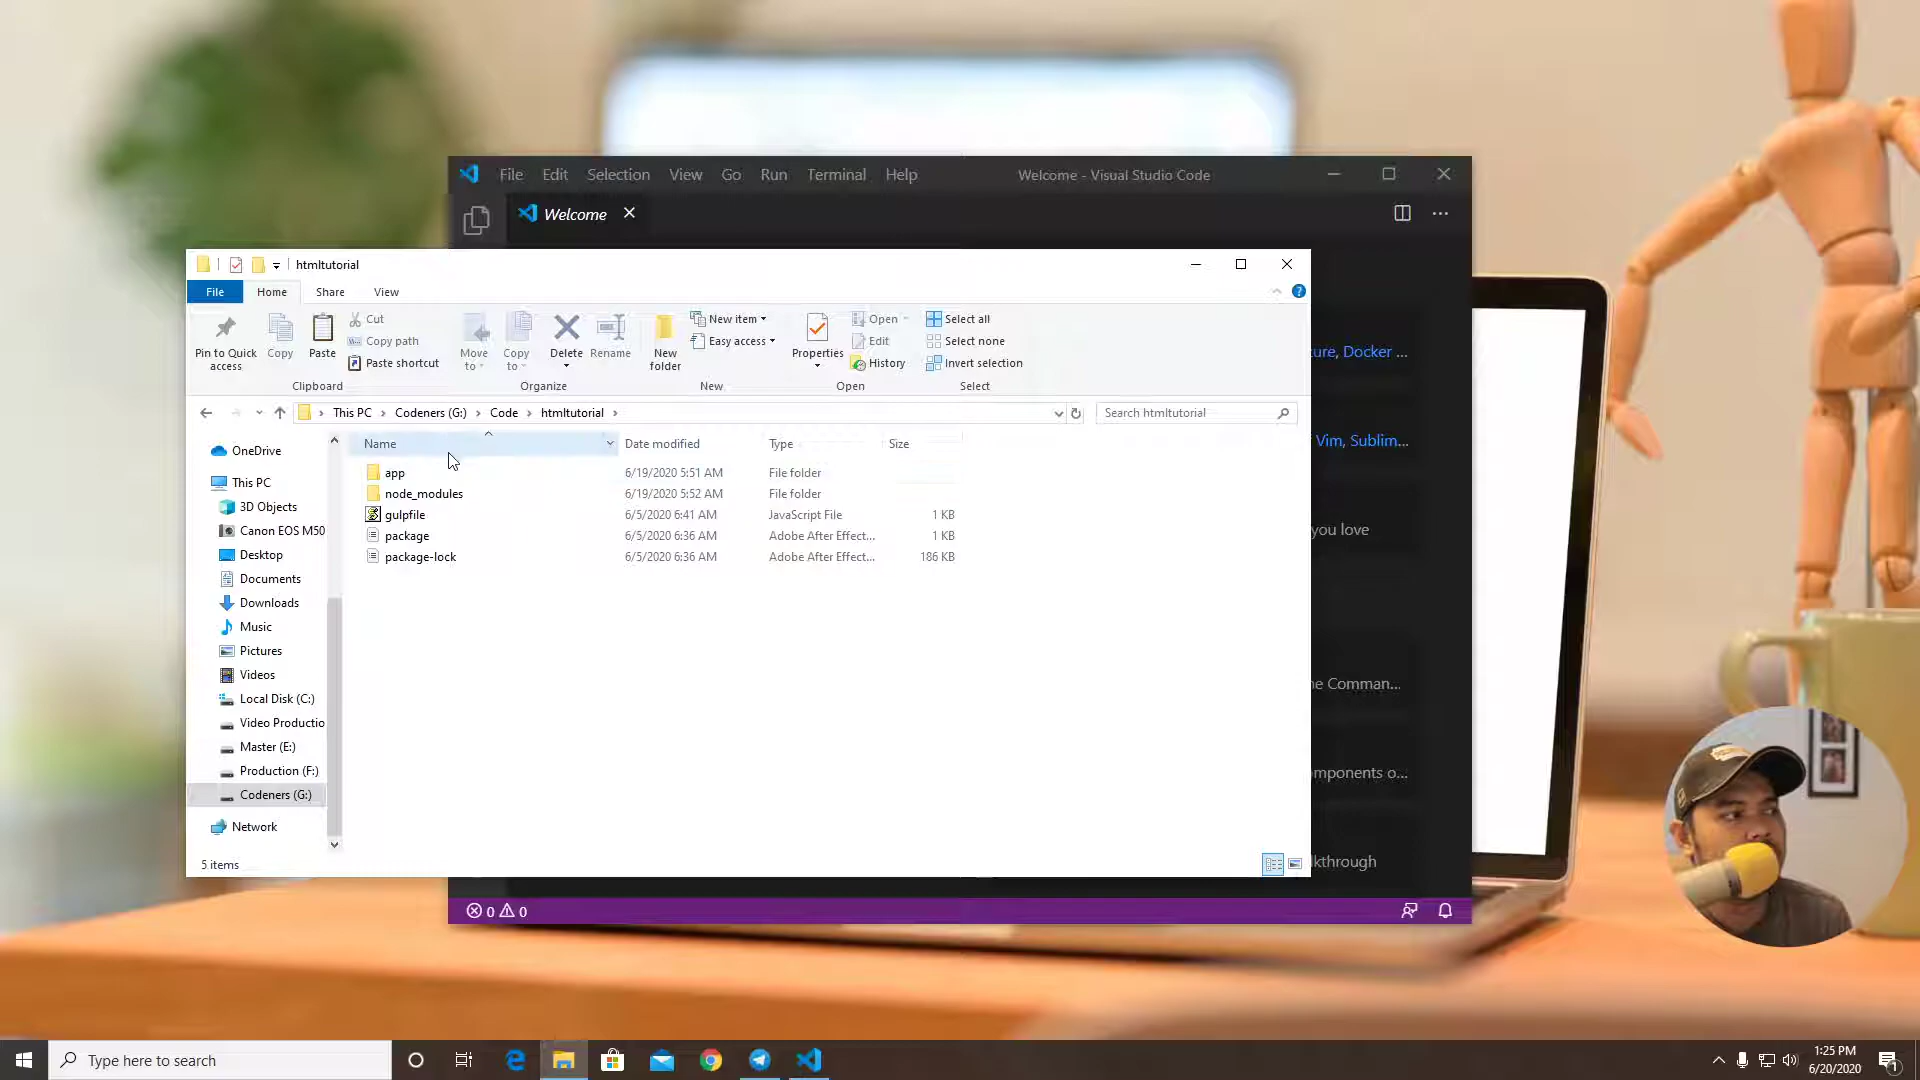 File Edit Selection View Go Run Terminal Help
Welcome - Visual Studio Code
Welcome
htmltutorial
File Home Share View
Pin to Quick access
Copy
Paste
Cut
Copy path
Paste shortcut
Clipboard
Move to
Copy to
Delete
Rename
Organize
New folder
New item
Easy access
New
Properties
Open
Edit
History
Open
Select all
Select none
Invert selection
Select
This PC > Codeners (G:) > Code > htmltutorial >
Search htmltutorial
Name Date modified Type Size
app 6/19/2020 5:51 AM File folder
node_modules 6/19/2020 5:52 AM File folder
gulpfile 6/5/2020 6:41 AM JavaScript File 1 KB
package 6/5/2020 6:36 AM Adobe After Effect... 1 KB
package-lock 6/5/2020 6:36 AM Adobe After Effect... 186 KB
OneDrive
This PC
3D Objects
Canon EOS M50
Desktop
Documents
Downloads
Music
Pictures
Videos
Local Disk (C:)
Video Productio
Master (E:)
Production (F:)
Codeners (G:)
Network
5 items
ure, Docker ...
Vim, Sublim...
you love
ne Comman...
omponents o...
lkthrough
0 0
Type here to search
1:25 PM
6/20/2020
1